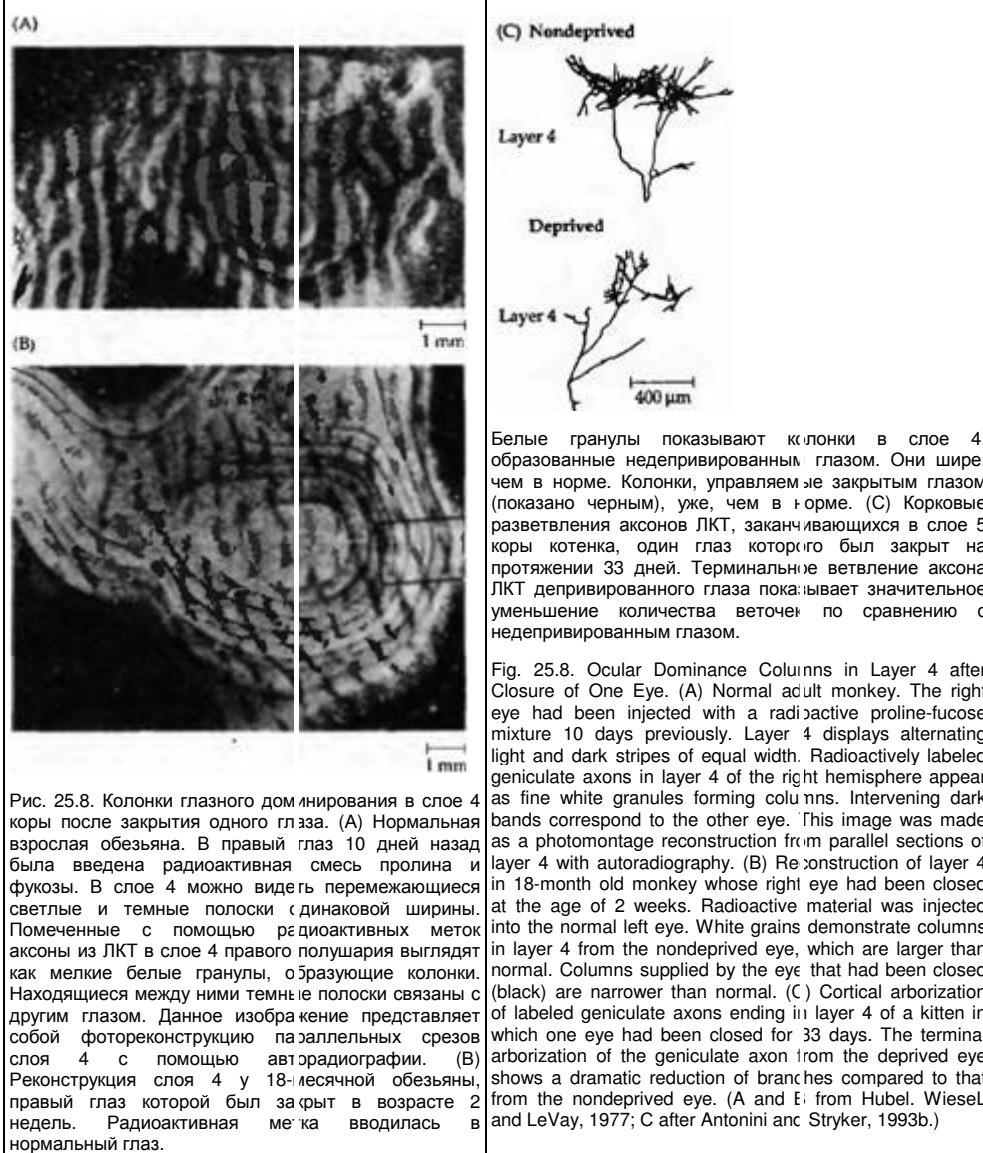 (A)
1 mm
(B)
1 mm
Рис. 25.8. Колонки глазного доминирования в слое 4
коры после закрытия одного глаза. (А) Нормальная
взрослая обезьяна. В правый глаз 10 дней назад
была введена радиоактивная смесь пролина и
фукозы. В слое 4 можно видеть перемежающиеся
светлые и темные полоски одинаковой ширины.
Помеченные с помощью радиоактивных меток
аксоны из ЛКТ в слое 4 правого полушария выглядят
как мелкие белые гранулы, образующие колонки.
Находящиеся между ними темные полоски связаны с
другим глазом. Данное изображение представляет
собой фотореконструкцию параллельных срезов
слоя 4 с помощью авторадиографии. (В)
Реконструкция слоя 4 у 18-месячной обезьяны,
правый глаз которой был закрыт в возрасте 2
недель. Радиоактивная метка вводилась в
нормальный глаз.
(C) Nondeprived
Layer 4
Deprived
Layer 4
400 µm
Белые гранулы показывают колонки в слое 4,
образованные недепривированным глазом. Они шире,
чем в норме. Колонки, управляемые закрытым глазом
(показано черным), уже, чем в норме. (С) Корковые
разветвления аксонов ЛКТ, заканчивающихся в слое 5
коры котенка, один глаз которого был закрыт на
протяжении 33 дней. Терминальное ветвление аксона
ЛКТ депривированного глаза показывает значительное
уменьшение количества веточек по сравнению с
недепривированным глазом.
Fig. 25.8. Ocular Dominance Columns in Layer 4 after
Closure of One Eye. (A) Normal adult monkey. The right
eye had been injected with a radioactive proline-fucose
mixture 10 days previously. Layer 4 displays alternating
light and dark stripes of equal width. Radioactively labeled
geniculate axons in layer 4 of the right hemisphere appear
as fine white granules forming columns. Intervening dark
bands correspond to the other eye. This image was made
as a photomontage reconstruction from parallel sections of
layer 4 with autoradiography. (B) Reconstruction of layer 4
in 18-month old monkey whose right eye had been closed
at the age of 2 weeks. Radioactive material was injected
into the normal left eye. White grains demonstrate columns
in layer 4 from the nondeprived eye, which are larger than
normal. Columns supplied by the eye that had been closed
(black) are narrower than normal. (C) Cortical arborization
of labeled geniculate axons ending in layer 4 of a kitten in
which one eye had been closed for 33 days. The terminal
arborization of the geniculate axon from the deprived eye
shows a dramatic reduction of branches compared to that
from the nondeprived eye. (A and B from Hubel. WieseL
and LeVay, 1977; C after Antonini and Stryker, 1993b.)